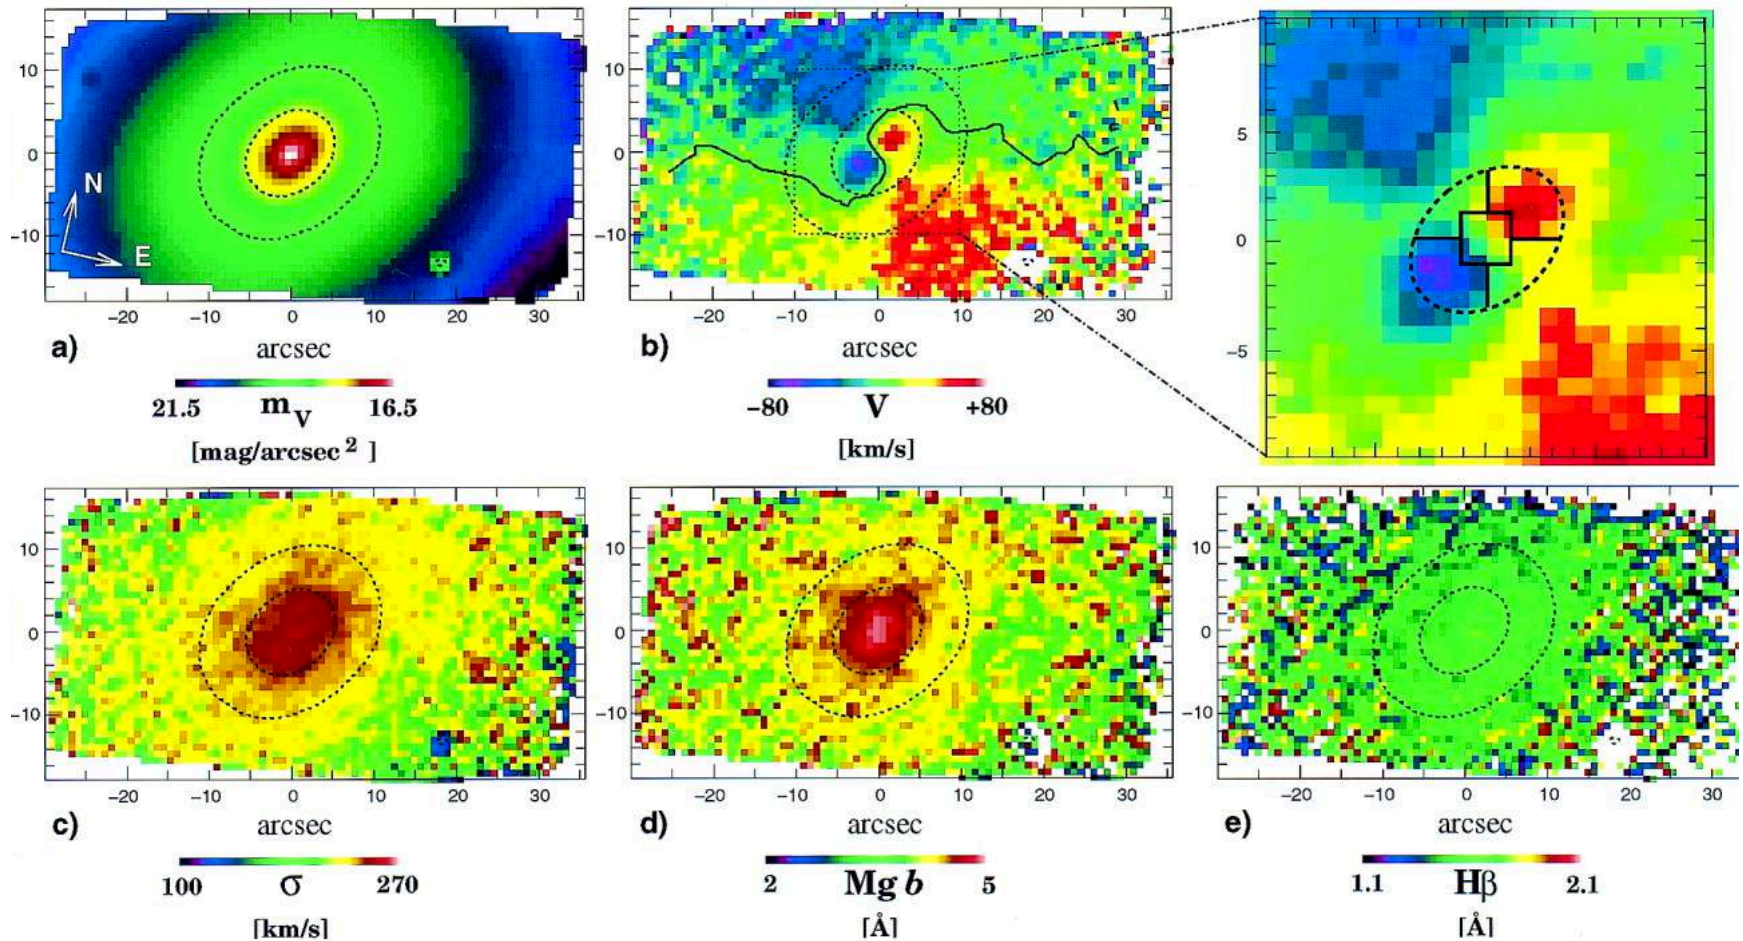 10
0
−10
N
E
−20 −10 0 10 20 30
a) arcsec
21.5 m_V 16.5
[mag/arcsec²]
10
0
−10
−20 −10 0 10 20 30
b) arcsec
−80 V +80
[km/s]
5
0
−5
10
0
−10
−20 −10 0 10 20 30
c) arcsec
100 σ 270
[km/s]
10
0
−10
−20 −10 0 10 20 30
d) arcsec
2 Mg b 5
[Å]
10
0
−10
−20 −10 0 10 20 30
e) arcsec
1.1 Hβ 2.1
[Å]